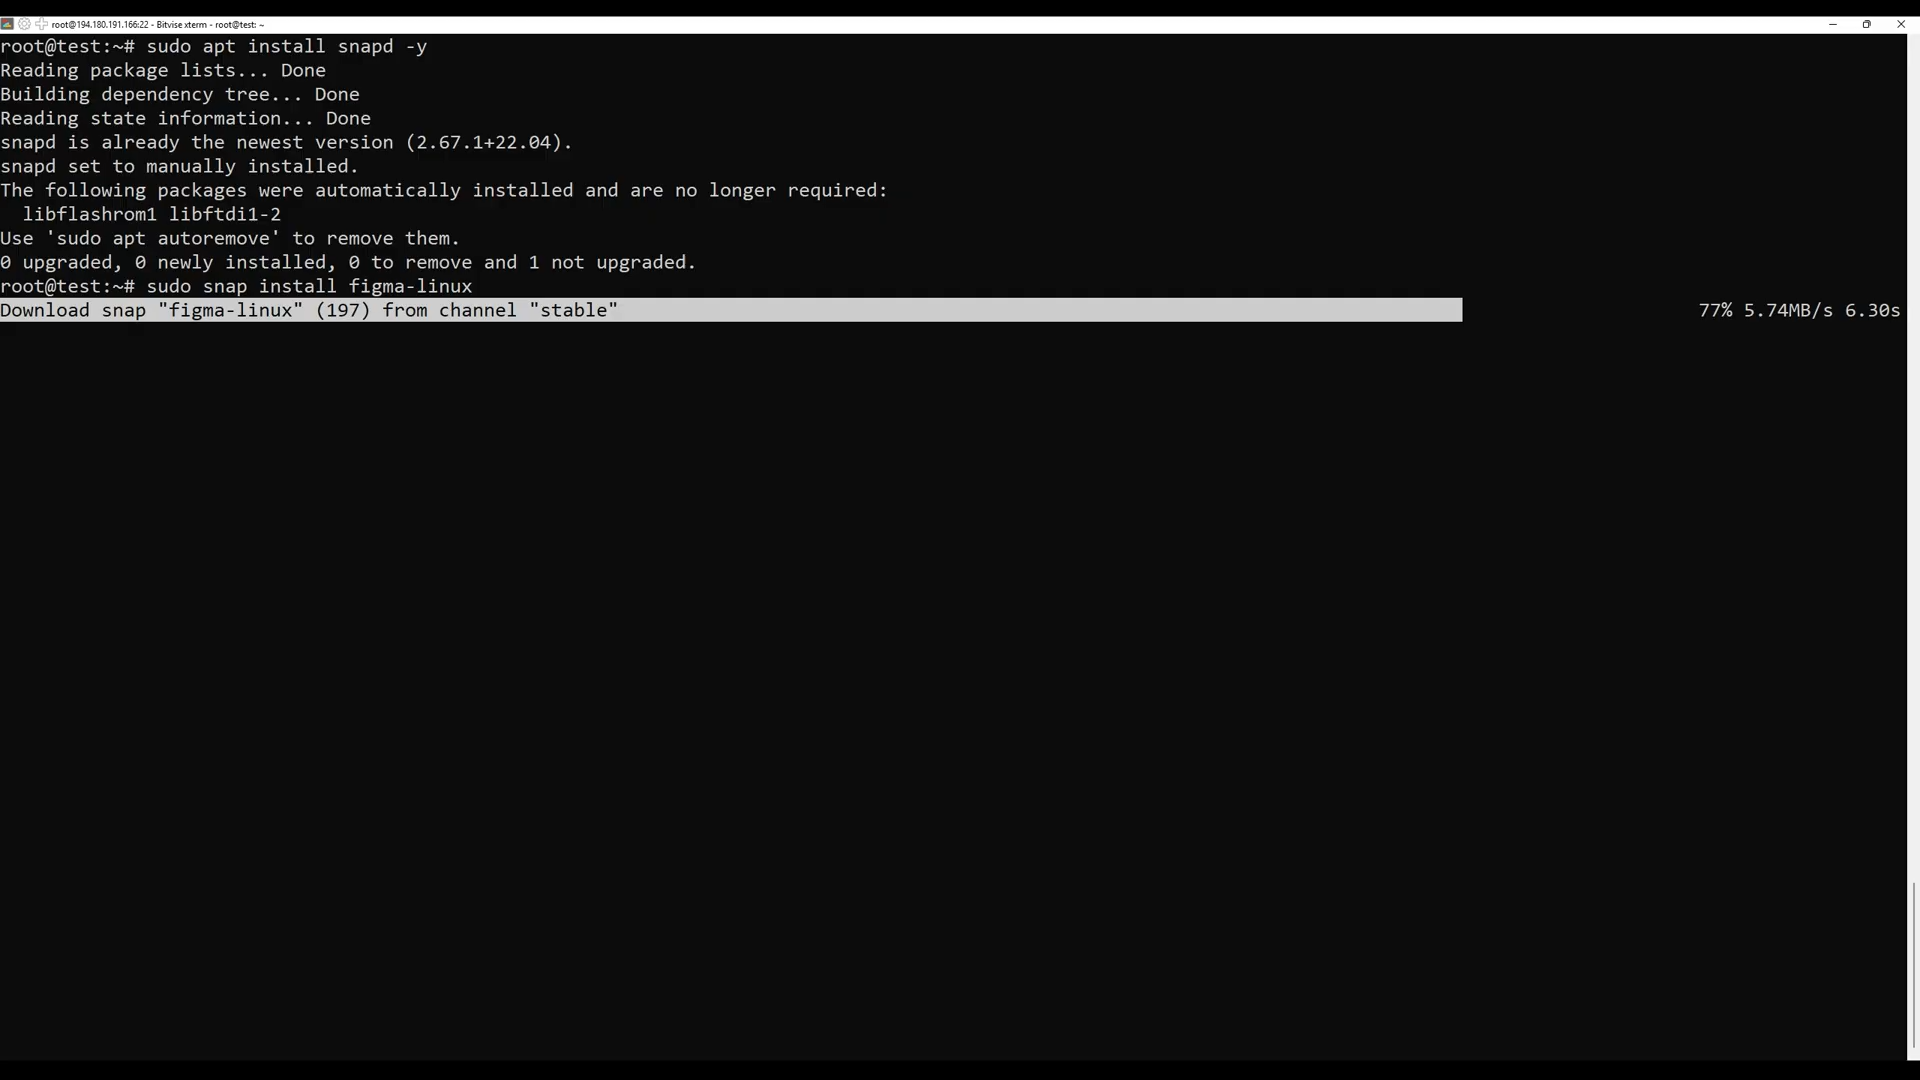 root@194.180.191.166:22 - Bitvise xterm - root@test: ~
root@test:~# sudo apt install snapd -y
Reading package lists... Done
Building dependency tree... Done
Reading state information... Done
snapd is already the newest version (2.67.1+22.04).
snapd set to manually installed.
The following packages were automatically installed and are no longer required:
  libflashrom1 libftdi1-2
Use 'sudo apt autoremove' to remove them.
0 upgraded, 0 newly installed, 0 to remove and 1 not upgraded.
root@test:~# sudo snap install figma-linux
Download snap "figma-linux" (197) from channel "stable" 77% 5.74MB/s 6.30s